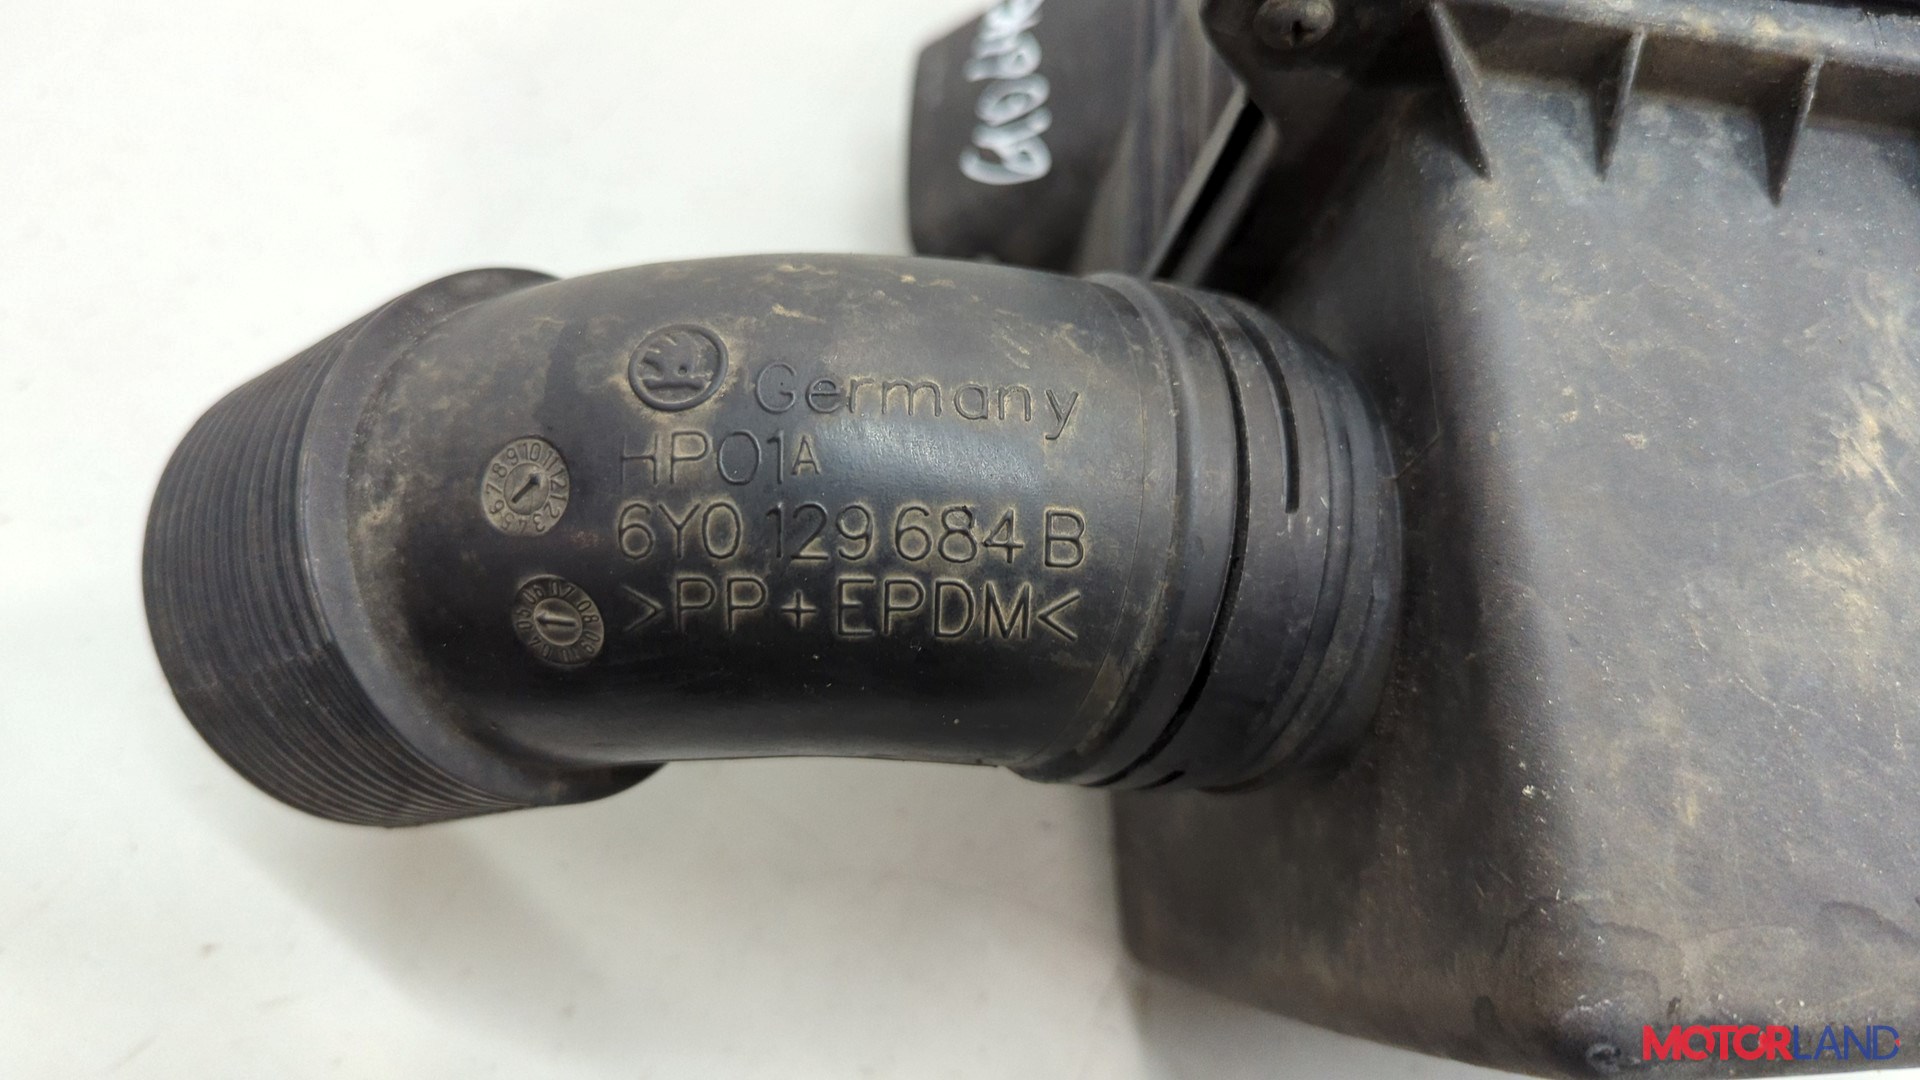 Germany
HP01A
6Y0 129 684 B
>PP+EPDM<
MOTORLAND